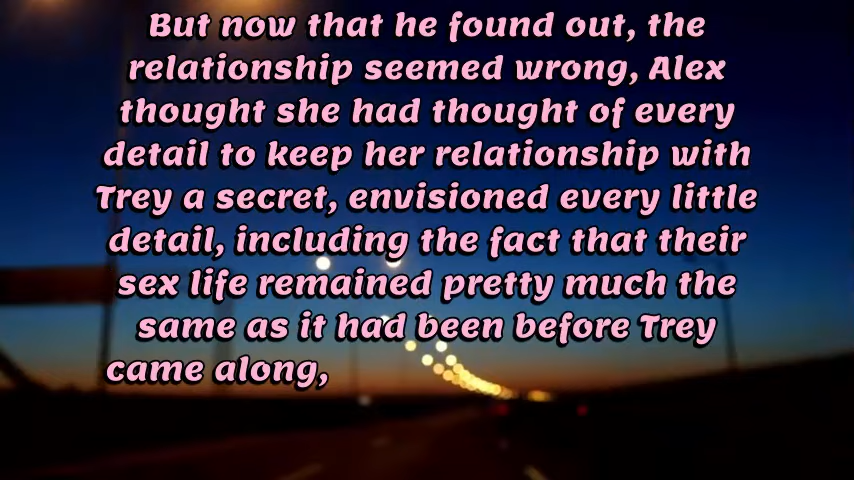 But now that he found out, the
relationship seemed wrong, Alex
thought she had thought of every
detail to keep her relationship with
Trey a secret, envisioned every little
detail, including the fact that their
sex life remained pretty much the
same as it had been before Trey
came along,